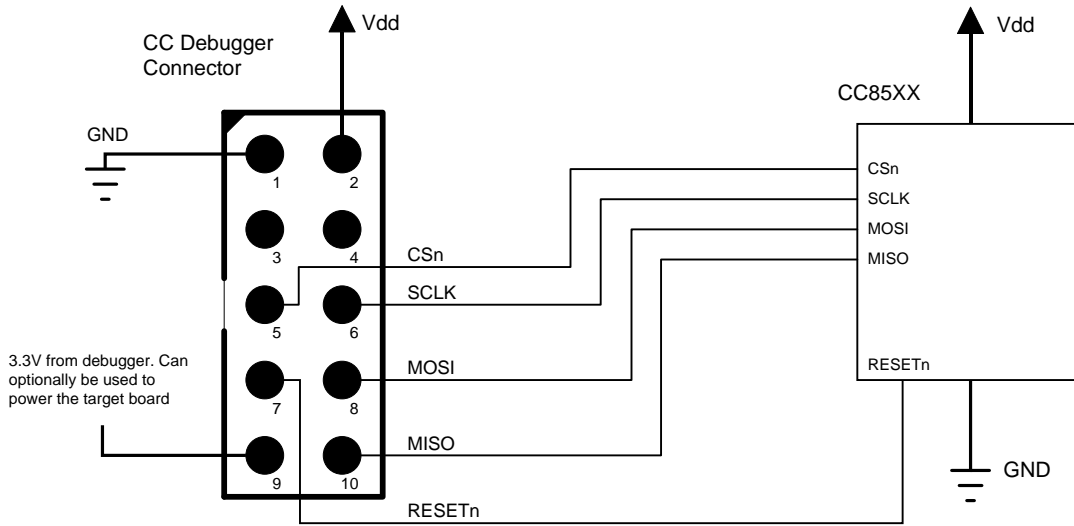 CC Debugger
Connector
Vdd
Vdd
CC85XX
GND
1
2
CSn
SCLK
MOSI
MISO
3
4
CSn
SCLK
5
6
3.3V from debugger. Can
optionally be used to
power the target board
MOSI
RESETn
7
8
MISO
9
10
GND
RESETn